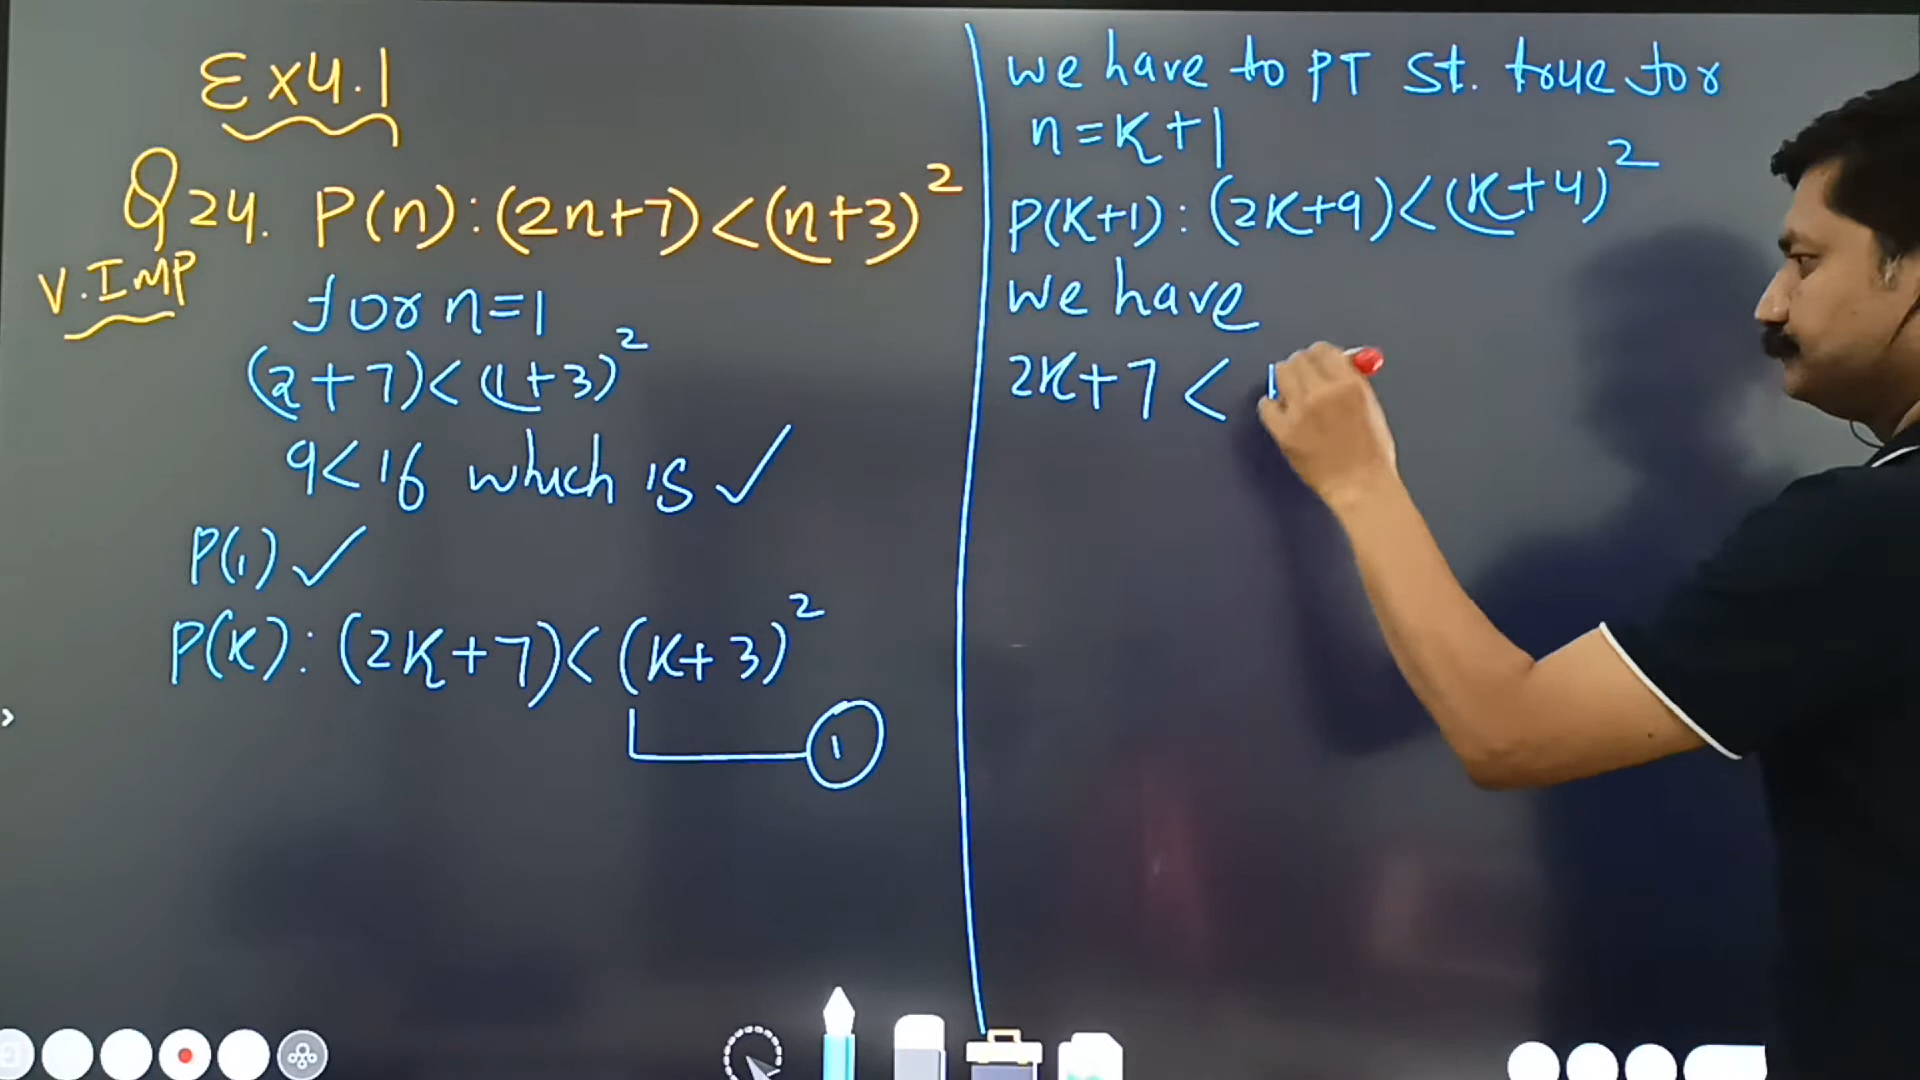 Ex4.1
Q24. P(n):(2n+7)<(n+3)²
V.IMP
for n=1
(2+7)<(1+3)²
9<16 which is ✓
P(1) ✓
P(K): (2K+7)<(K+3)²
1
we have to PT St. true for
n=K+1
P(K+1): (2K+9)<(K+4)²
we have
2K+7 <